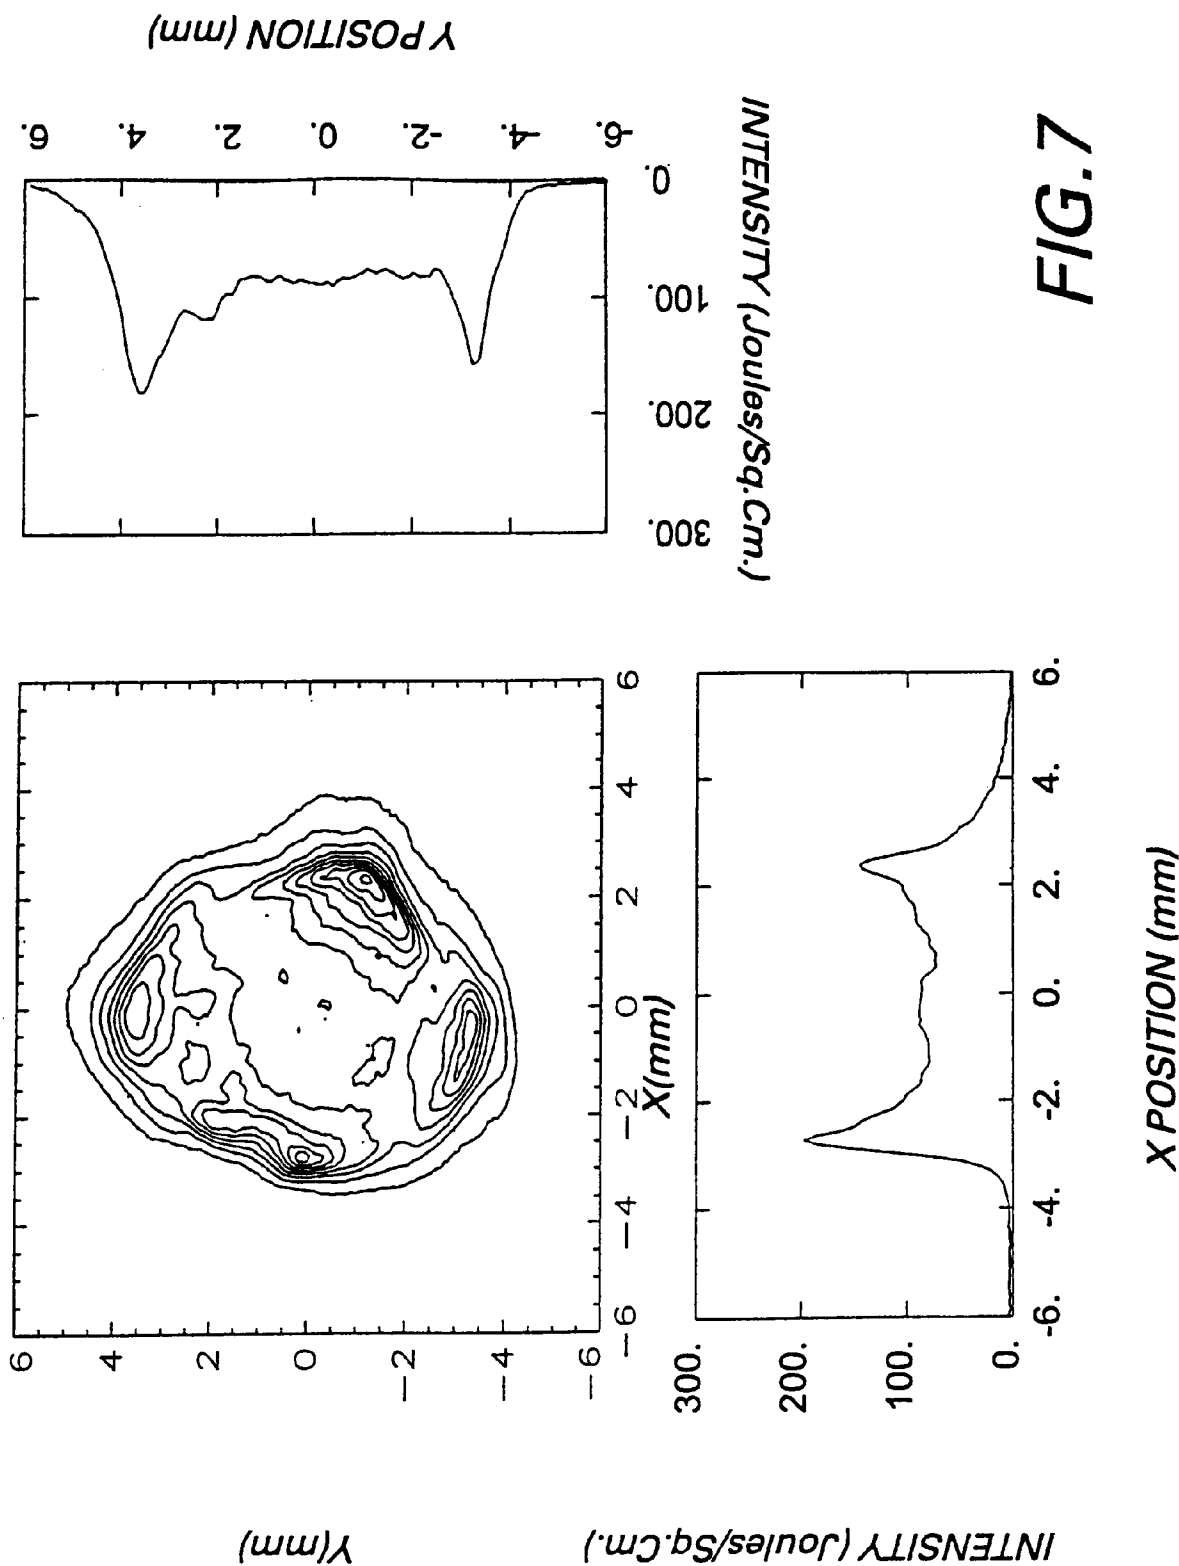 6
4
2
0
−2
−4
−6
Y(mm)
−6 −4 −2 0 2 4 6
X(mm)
6.
4.
2.
0.
-2.
-4.
-6.
Y POSITION (mm)
300. 200. 100. 0.
INTENSITY (Joules/Sq.Cm.)
300.
200.
100.
0.
INTENSITY (Joules/Sq.Cm.)
-6. -4. -2. 0. 2. 4. 6.
X POSITION (mm)
FIG.7